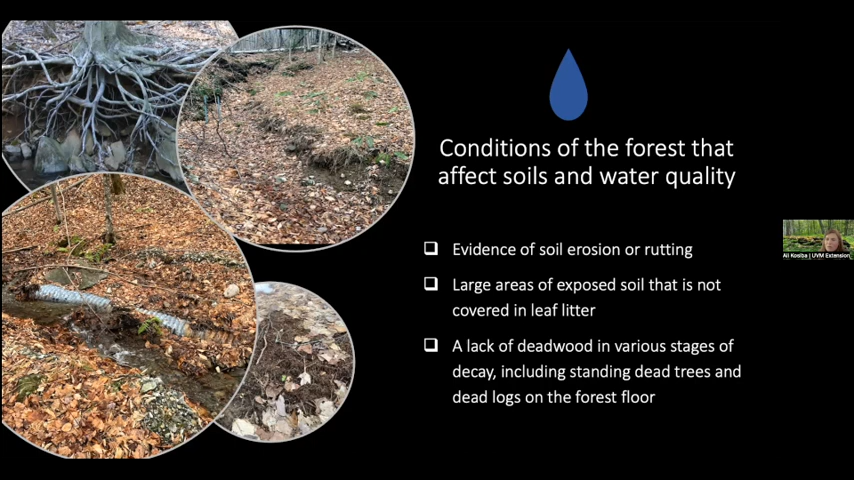 Conditions of the forest that
affect soils and water quality
Evidence of soil erosion or rutting
Large areas of exposed soil that is not
covered in leaf litter
A lack of deadwood in various stages of
decay, including standing dead trees and
dead logs on the forest floor
Ali Kosiba | UVM Extension